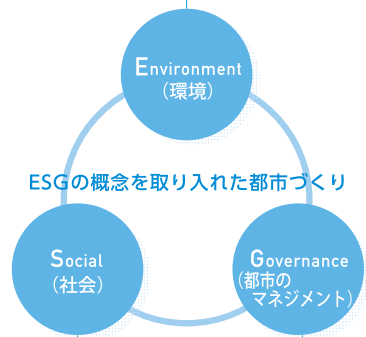 Environment
（環境）
ESGの概念を取り入れた都市づくり
Social
（社会）
Governance
（都市の
マネジメント）